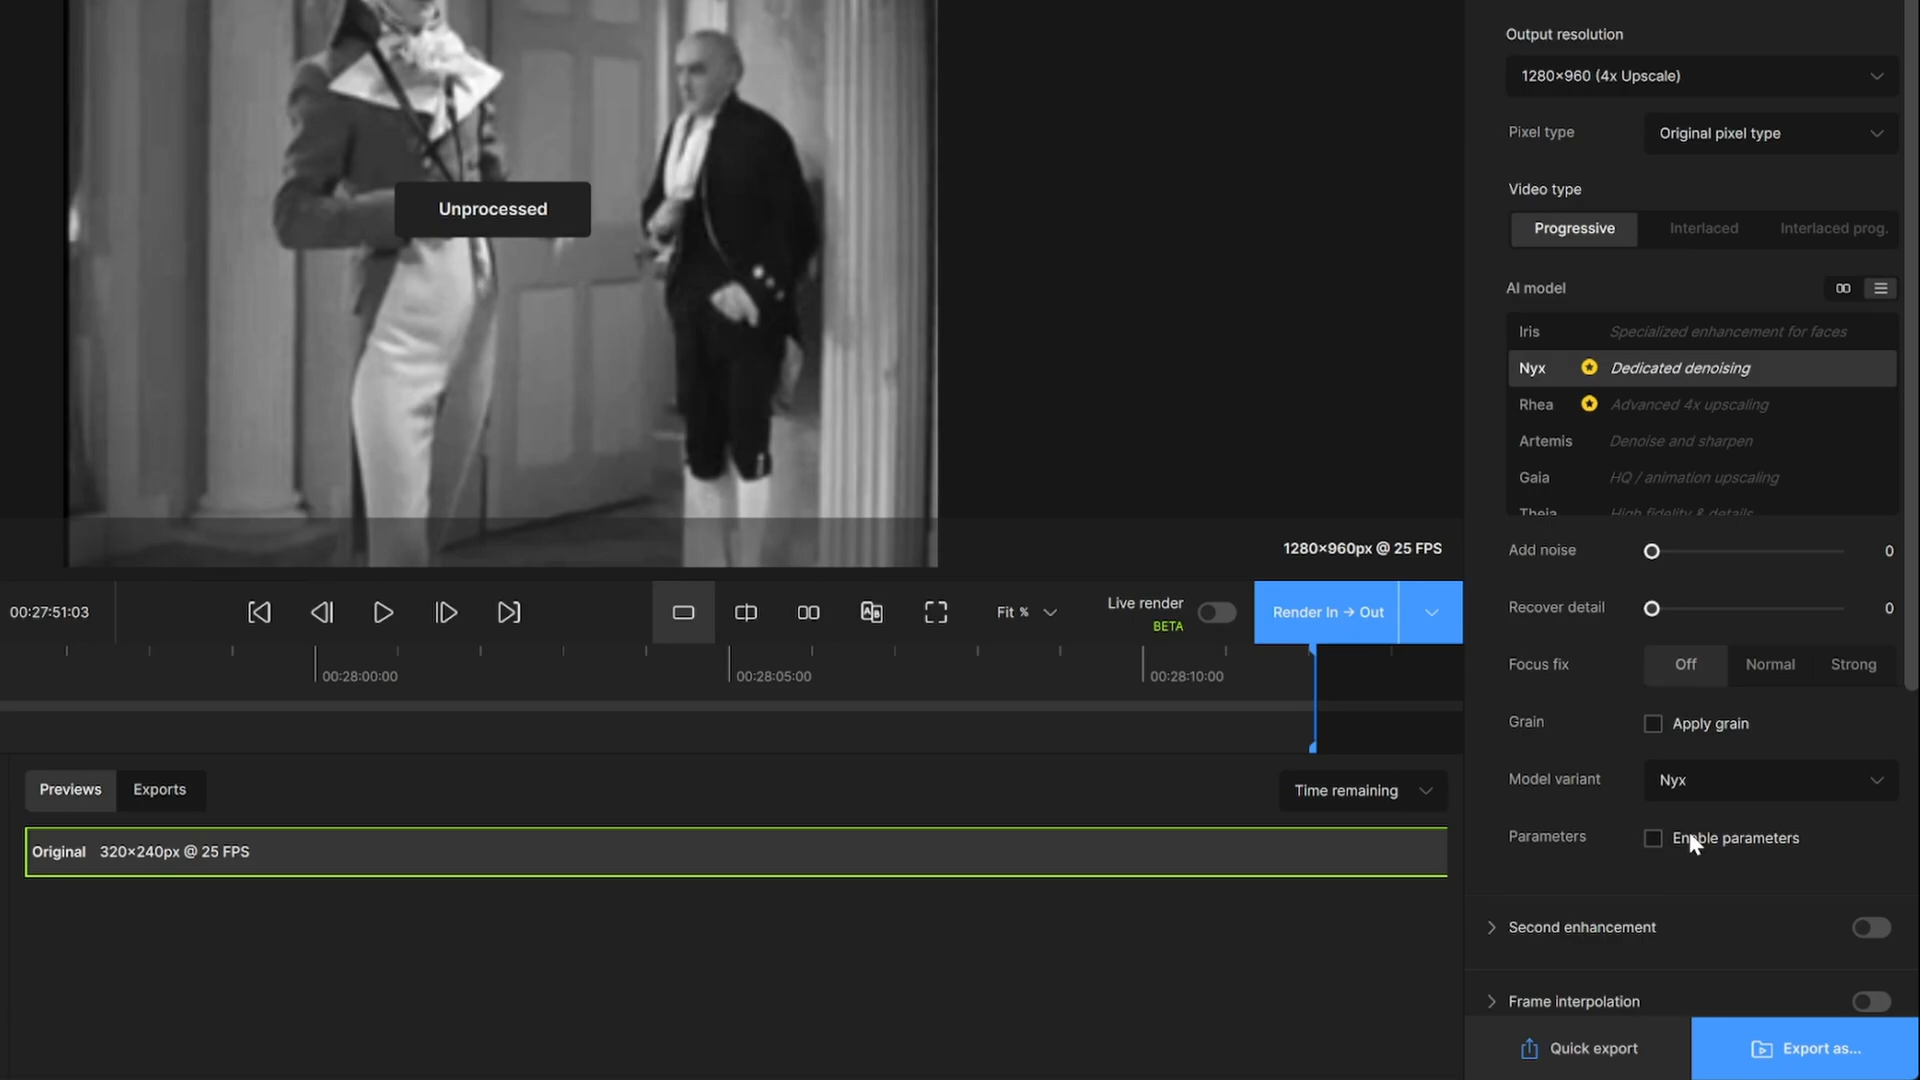 Output resolution
1280×960 (4x Upscale)
Pixel type
Original pixel type
Video type
Progressive
Interlaced
Interlaced prog.
AI model
Iris
Specialized enhancement for faces
Nyx
Dedicated denoising
Rhea
Advanced 4x upscaling
Artemis
Denoise and sharpen
Gaia
HQ / animation upscaling
Theia
High fidelity & details
Add noise
0
Recover detail
0
Focus fix
Off
Normal
Strong
Grain
Apply grain
Model variant
Nyx
Parameters
Enable parameters
Second enhancement
Frame interpolation
Quick export
Export as...
Unprocessed
1280×960px @ 25 FPS
00:27:51:03
Fit %
Live render
BETA
Render In → Out
00:28:00:00
00:28:05:00
00:28:10:00
Previews
Exports
Time remaining
Original 320×240px @ 25 FPS